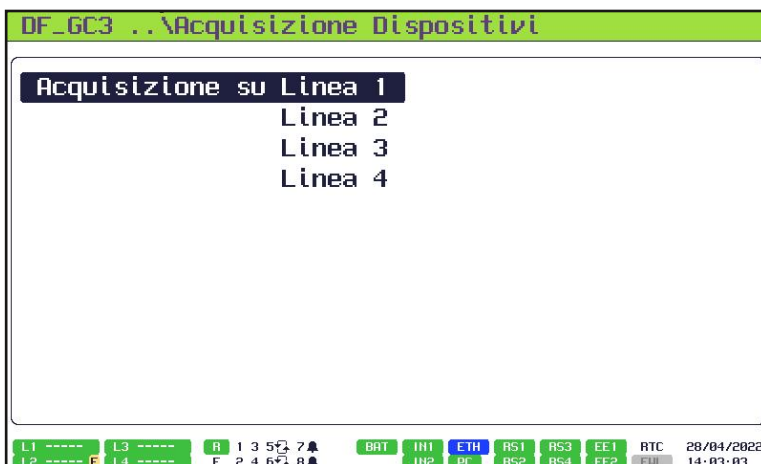 DF_GC3 ..\Acquisizione Dispositivi
Acquisizione su Linea 1
Linea 2
Linea 3
Linea 4
L1 ----- L3 ----- R 1 3 5 7 BAT IN1 ETH RS1 RS3 EE1 RTC 28/04/2022
L2 ----- E L4 ----- F 2 4 6 8 IN2 PC RS2 RS4 EE2 14:03:03